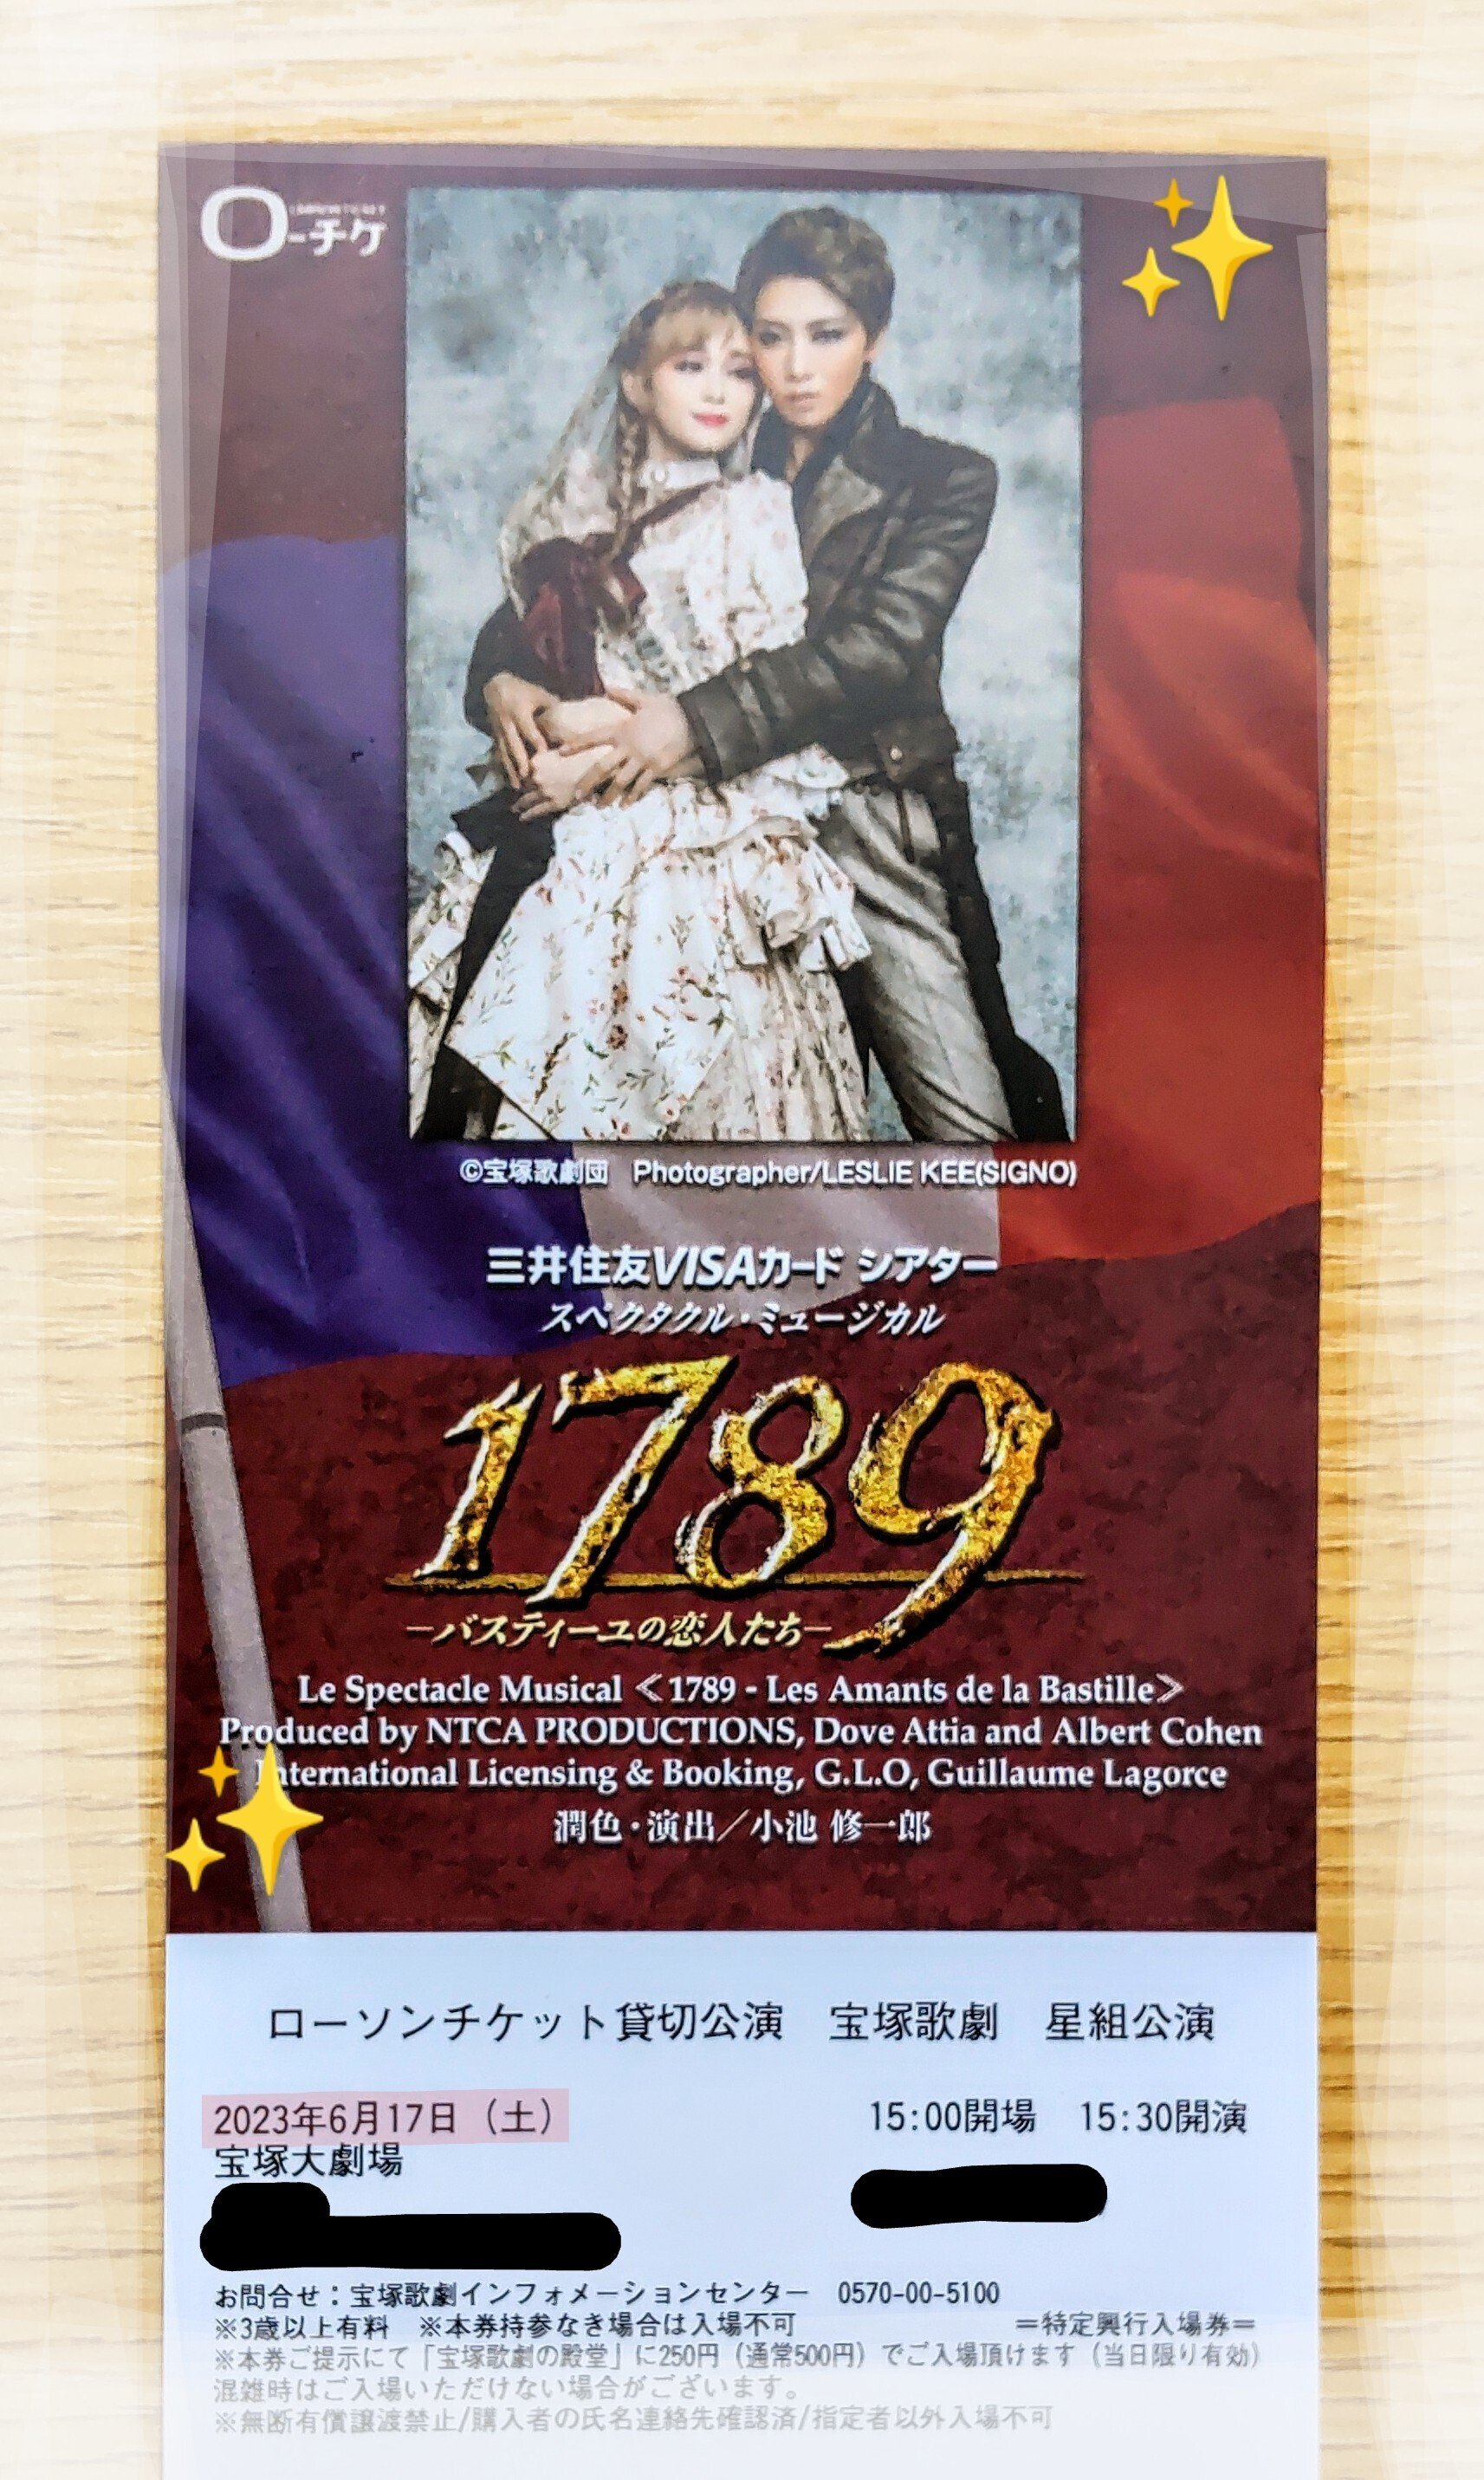 ローチケ
©宝塚歌劇団　Photographer/LESLIE KEE(SIGNO)
三井住友VISAカード シアター
スペクタクル・ミュージカル
1789
－バスティーユの恋人たち－
Le Spectacle Musical ≪1789 - Les Amants de la Bastille≫
Produced by NTCA PRODUCTIONS, Dove Attia and Albert Cohen
International Licensing & Booking, G.L.O, Guillaume Lagorce
潤色・演出／小池 修一郎
ローソンチケット貸切公演　宝塚歌劇　星組公演
2023年6月17日（土）　15:00開場　15:30開演
宝塚大劇場
お問合せ：宝塚歌劇インフォメーションセンター　0570-00-5100
※3歳以上有料　※本券持参なき場合は入場不可　＝特定興行入場券＝
※本券ご提示にて「宝塚歌劇の殿堂」に250円（通常500円）でご入場頂けます（当日限り有効）
混雑時はご入場いただけない場合がございます。
※無断有償譲渡禁止/購入者の氏名連絡先確認済/指定者以外入場不可